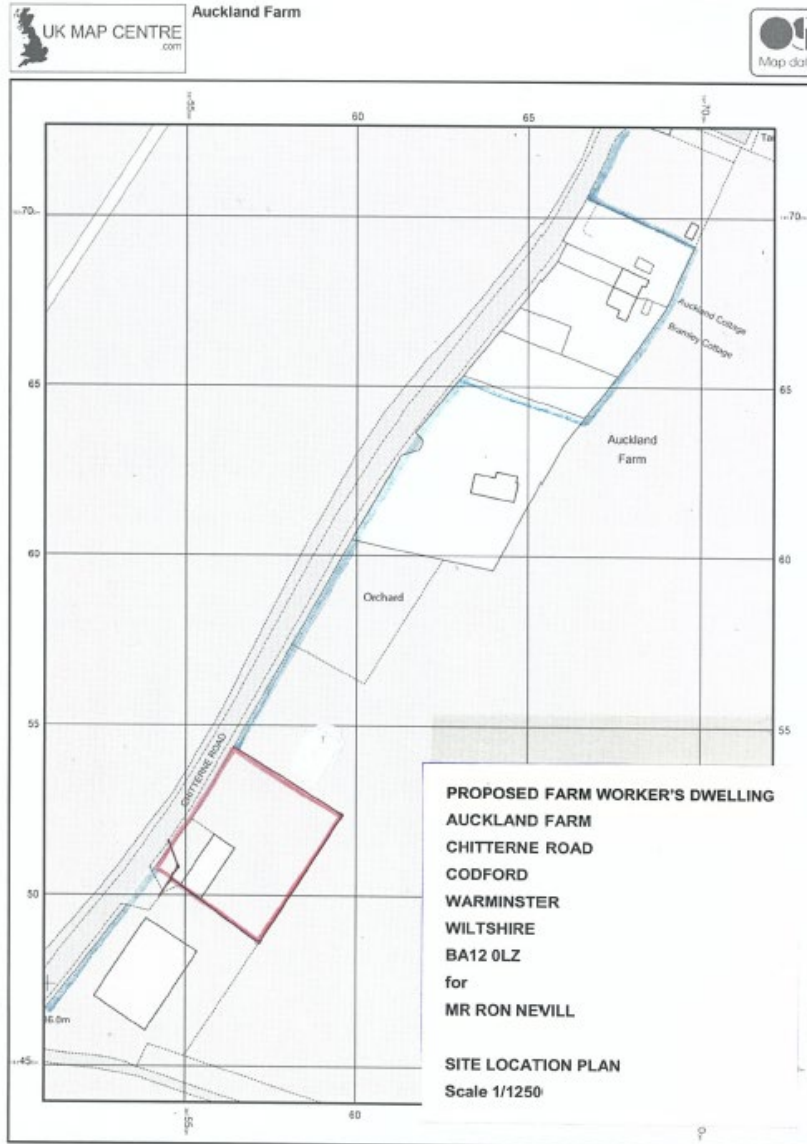 UK MAP CENTRE
.com
Auckland Farm
Map dat
55
60
65
70
Ta
70
70
Auckland Cottage
Bramley Cottage
65
65
Auckland
Farm
60
60
Orchard
55
55
CHITTERNE ROAD
50
45
55
60
PROPOSED FARM WORKER'S DWELLING
AUCKLAND FARM
CHITTERNE ROAD
CODFORD
WARMINSTER
WILTSHIRE
BA12 0LZ
for
MR RON NEVILL
SITE LOCATION PLAN
Scale 1/1250